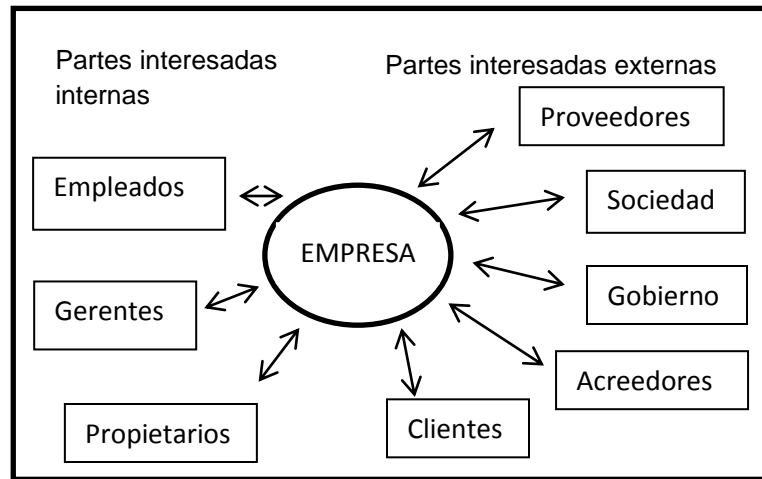 Partes interesadas
internas
Partes interesadas externas
Proveedores
Empleados
Sociedad
EMPRESA
Gerentes
Gobierno
Acreedores
Propietarios
Clientes